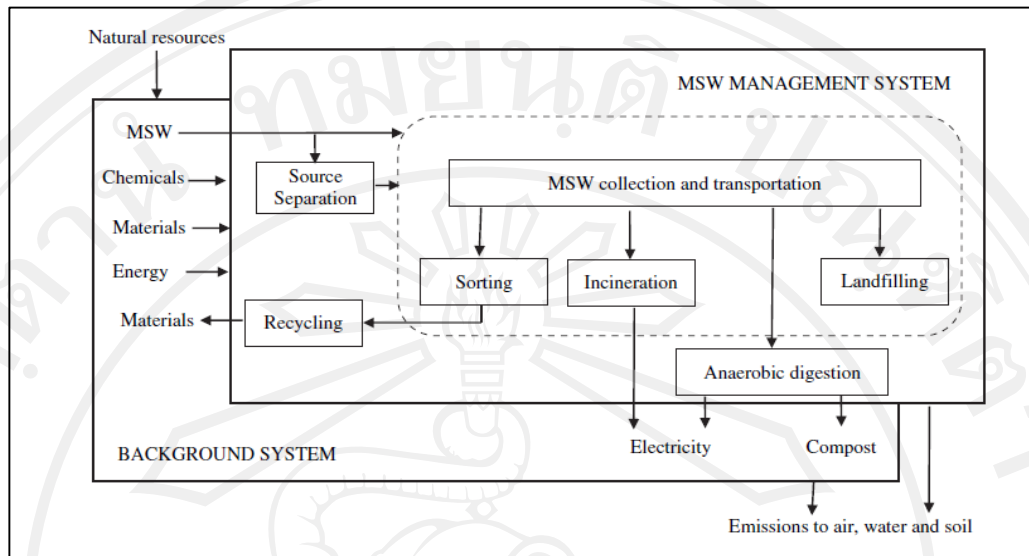 Natural resources
MSW MANAGEMENT SYSTEM
MSW
Chemicals
Source
Separation
MSW collection and transportation
Materials
Energy
Sorting
Incineration
Landfilling
Materials
Recycling
Anaerobic digestion
Electricity
Compost
BACKGROUND SYSTEM
Emissions to air, water and soil